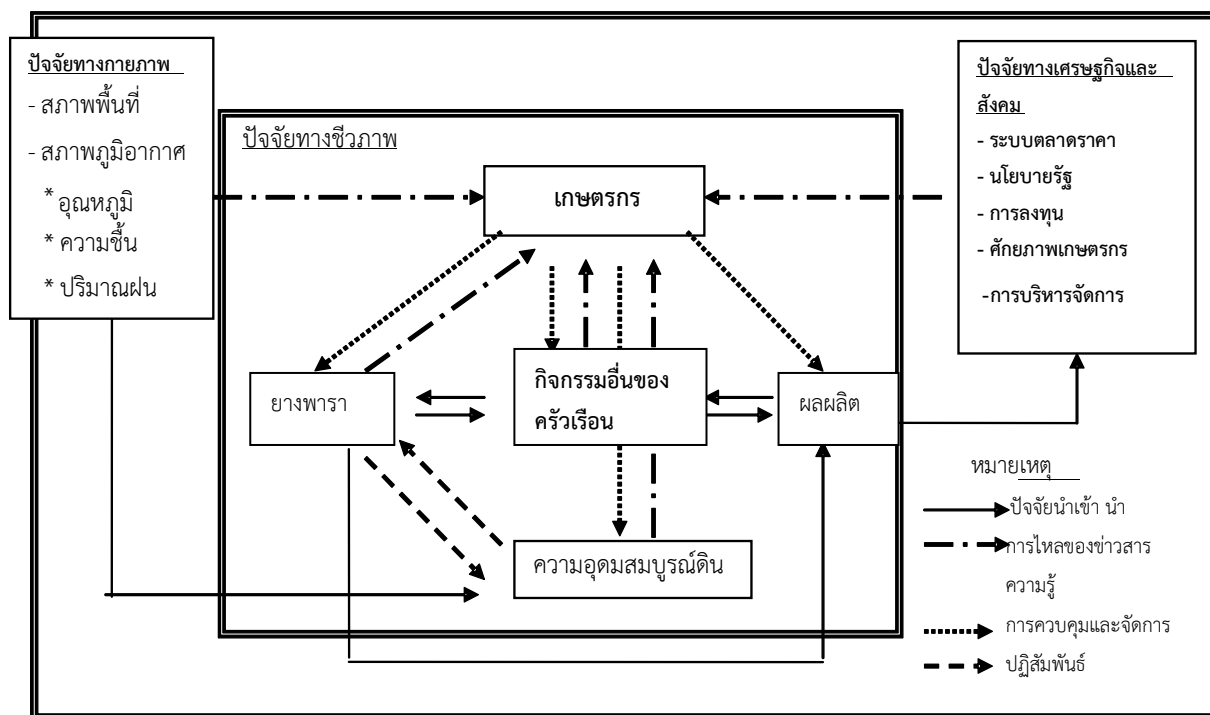 ปัจจัยทางกายภาพ
- สภาพพื้นที่
- สภาพภูมิอากาศ
* อุณหภูมิ
* ความชื้น
* ปริมาณฝน
ปัจจัยทางชีวภาพ
เกษตรกร
ยางพารา
กิจกรรมอื่นของ
ครัวเรือน
ผลผลิต
ความอุดมสมบูรณ์ดิน
ปัจจัยทางเศรษฐกิจและ
สังคม
- ระบบตลาดราคา
- นโยบายรัฐ
- การลงทุน
- ศักยภาพเกษตรกร
-การบริหารจัดการ
หมายเหตุ
ปัจจัยนำเข้า นำ
การไหลของข่าวสาร
ความรู้
การควบคุมและจัดการ
ปฏิสัมพันธ์